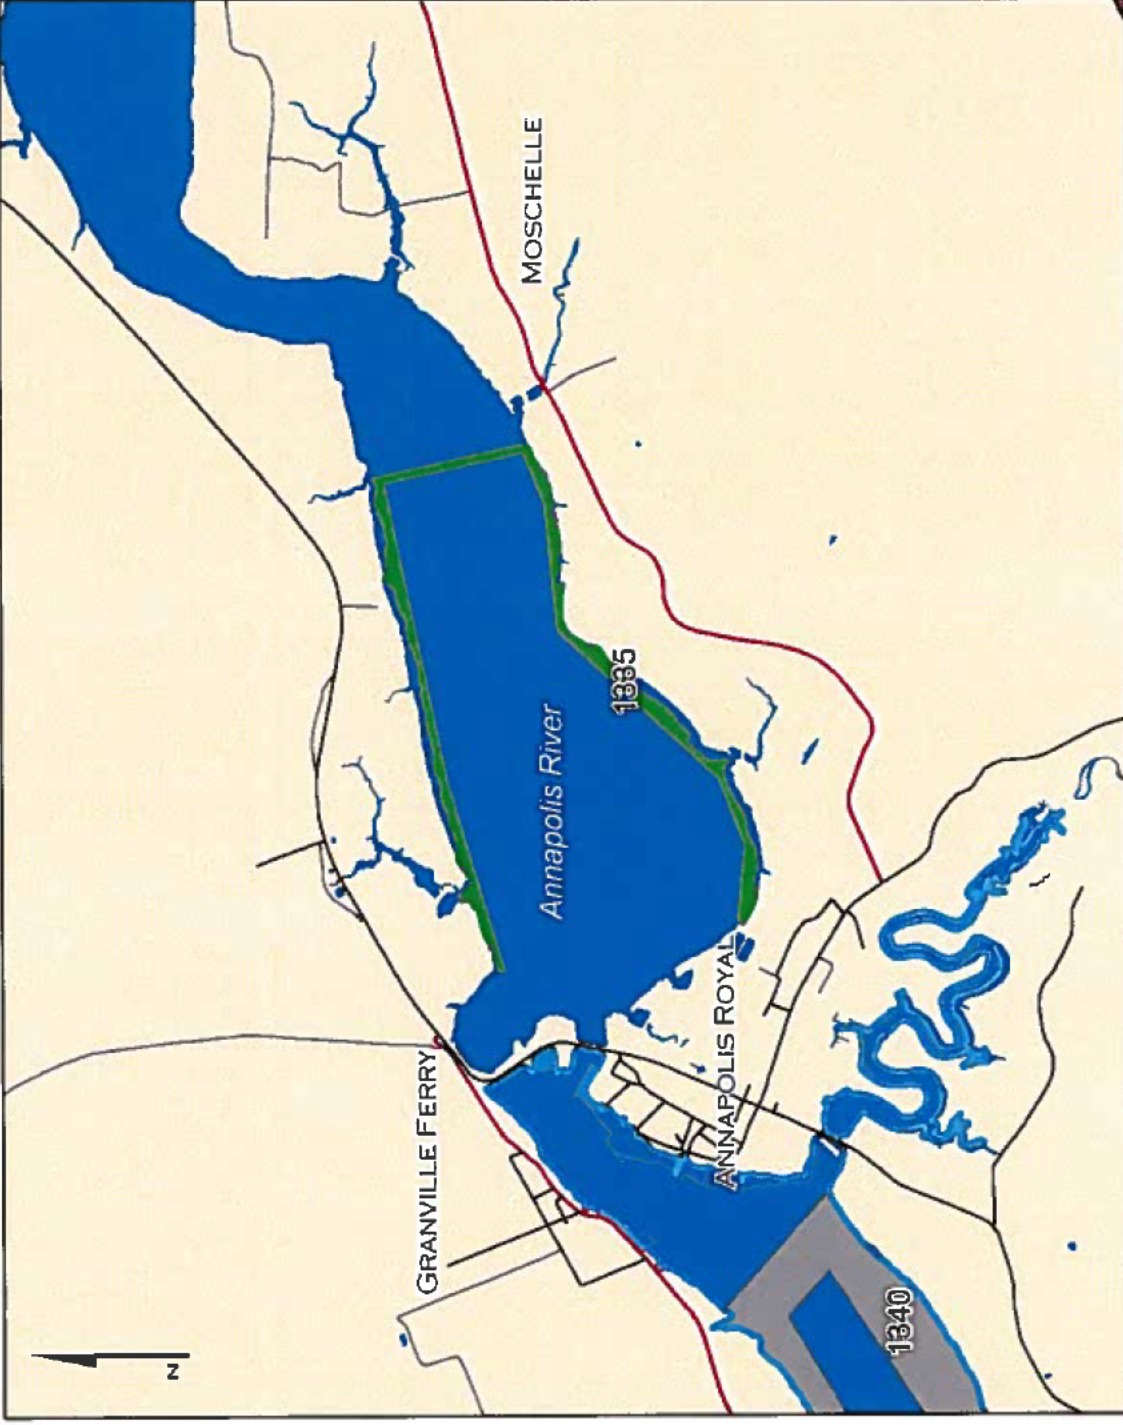 MOSCHELLE
1335
Annapolis River
ANNAPOLIS ROYAL
GRANVILLE FERRY
1340
N